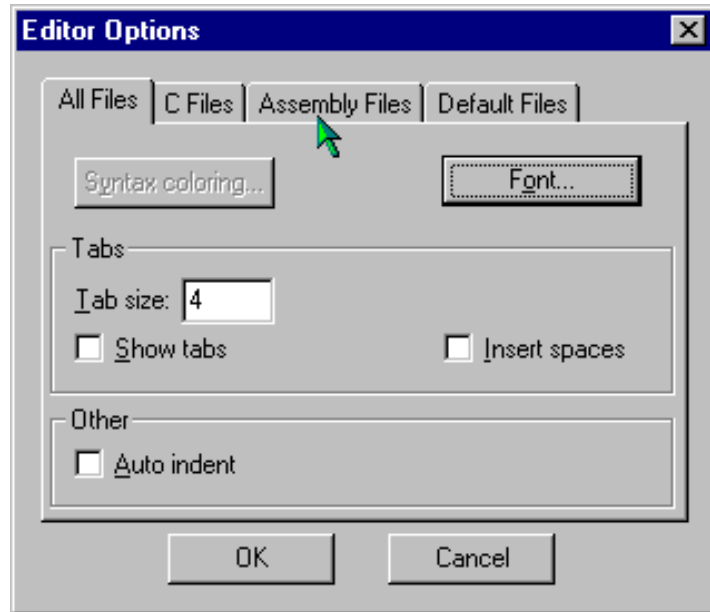 Editor Options
All Files C Files Assembly Files Default Files
Syntax coloring... Font...
Tabs
Tab size: 4
Show tabs Insert spaces
Other
Auto indent
OK Cancel